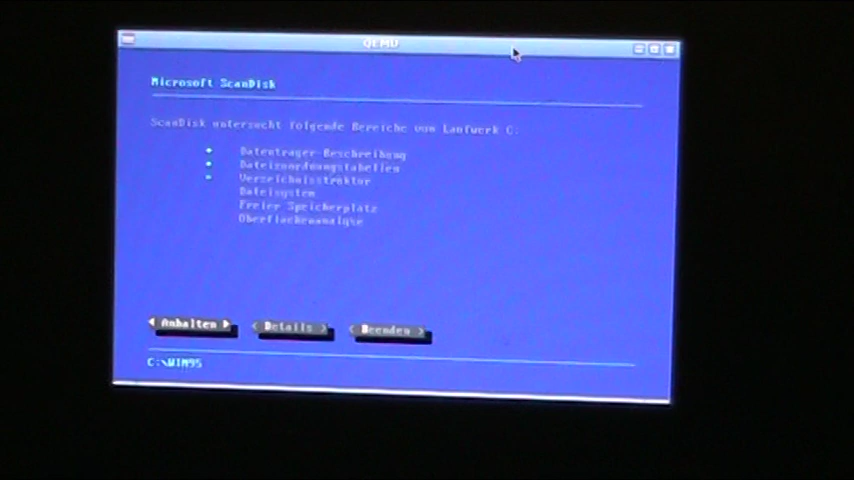 QEMU
Microsoft ScanDisk
ScanDisk untersucht folgende Bereiche vom Laufwerk C:
Datenträger-Beschreibung
Dateizuordnungstabellen
Verzeichnisstruktur
Dateisystem
Freier Speicherplatz
Oberflächenanalyse
Anhalten
Details
Beenden
C:\WIN95